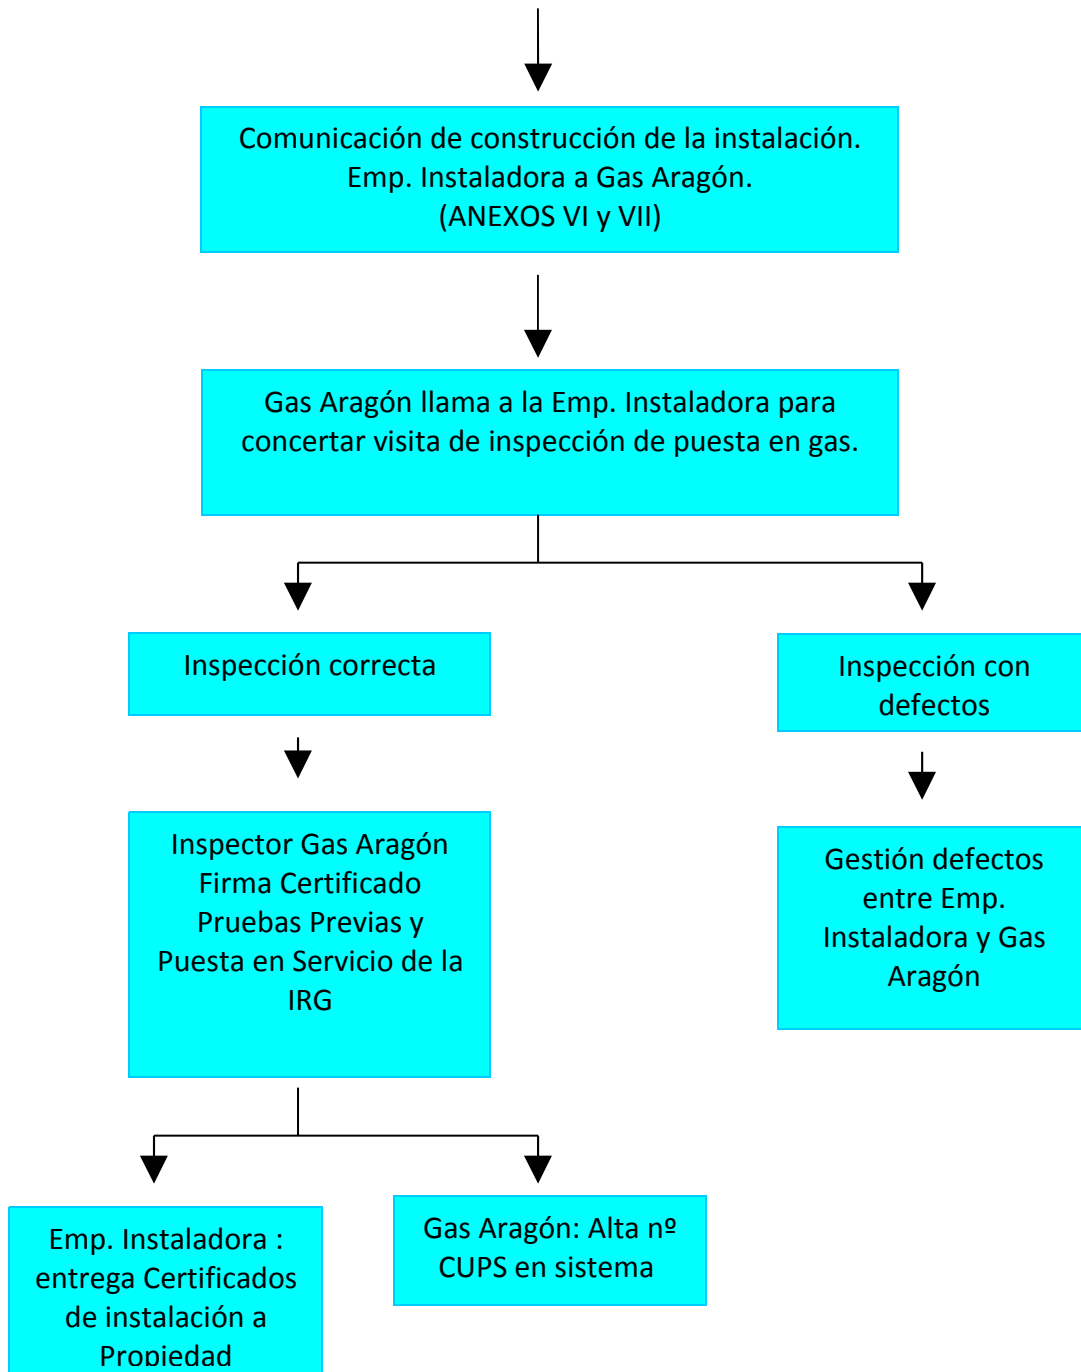 Comunicación de construcción de la instalación.
Emp. Instaladora a Gas Aragón.
(ANEXOS VI y VII)
Gas Aragón llama a la Emp. Instaladora para
concertar visita de inspección de puesta en gas.
Inspección correcta
Inspección con
defectos
Inspector Gas Aragón
Firma Certificado
Pruebas Previas y
Puesta en Servicio de la
IRG
Gestión defectos
entre Emp.
Instaladora y Gas
Aragón
Emp. Instaladora :
entrega Certificados
de instalación a
Propiedad
Gas Aragón: Alta nº
CUPS en sistema